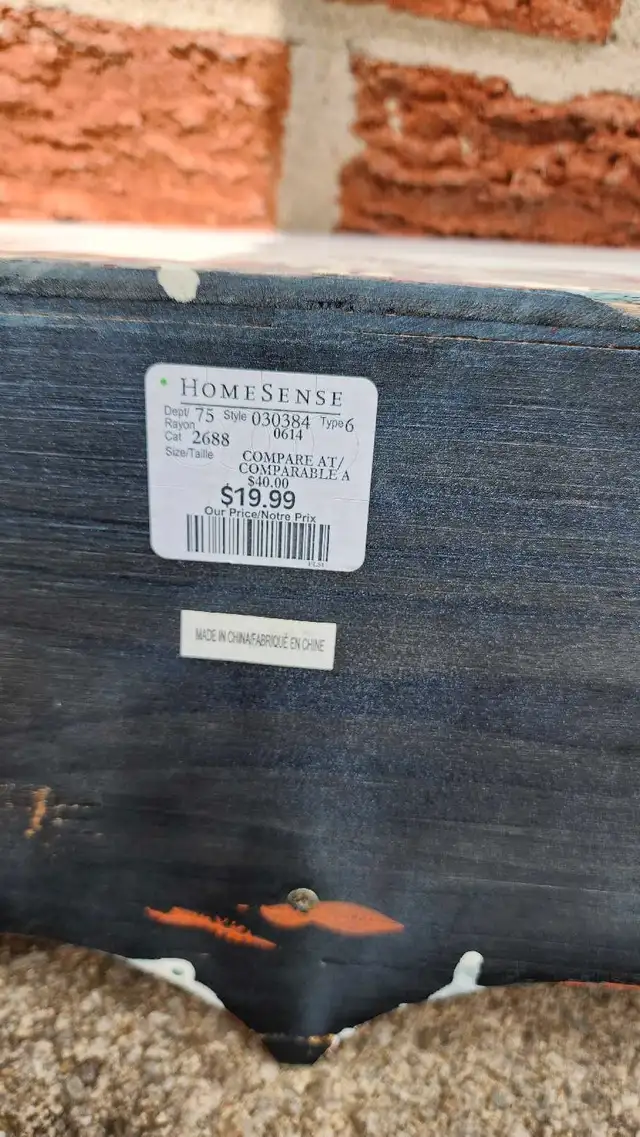 HOMESENSE
Dept/ 75 Style 030384 Type 6
Rayon 0614
Cat 2688
Size/Taille COMPARE AT/
COMPARABLE A
$40.00
$19.99
Our Price/Notre Prix
MADE IN CHINA/FABRIQUÉ EN CHINE